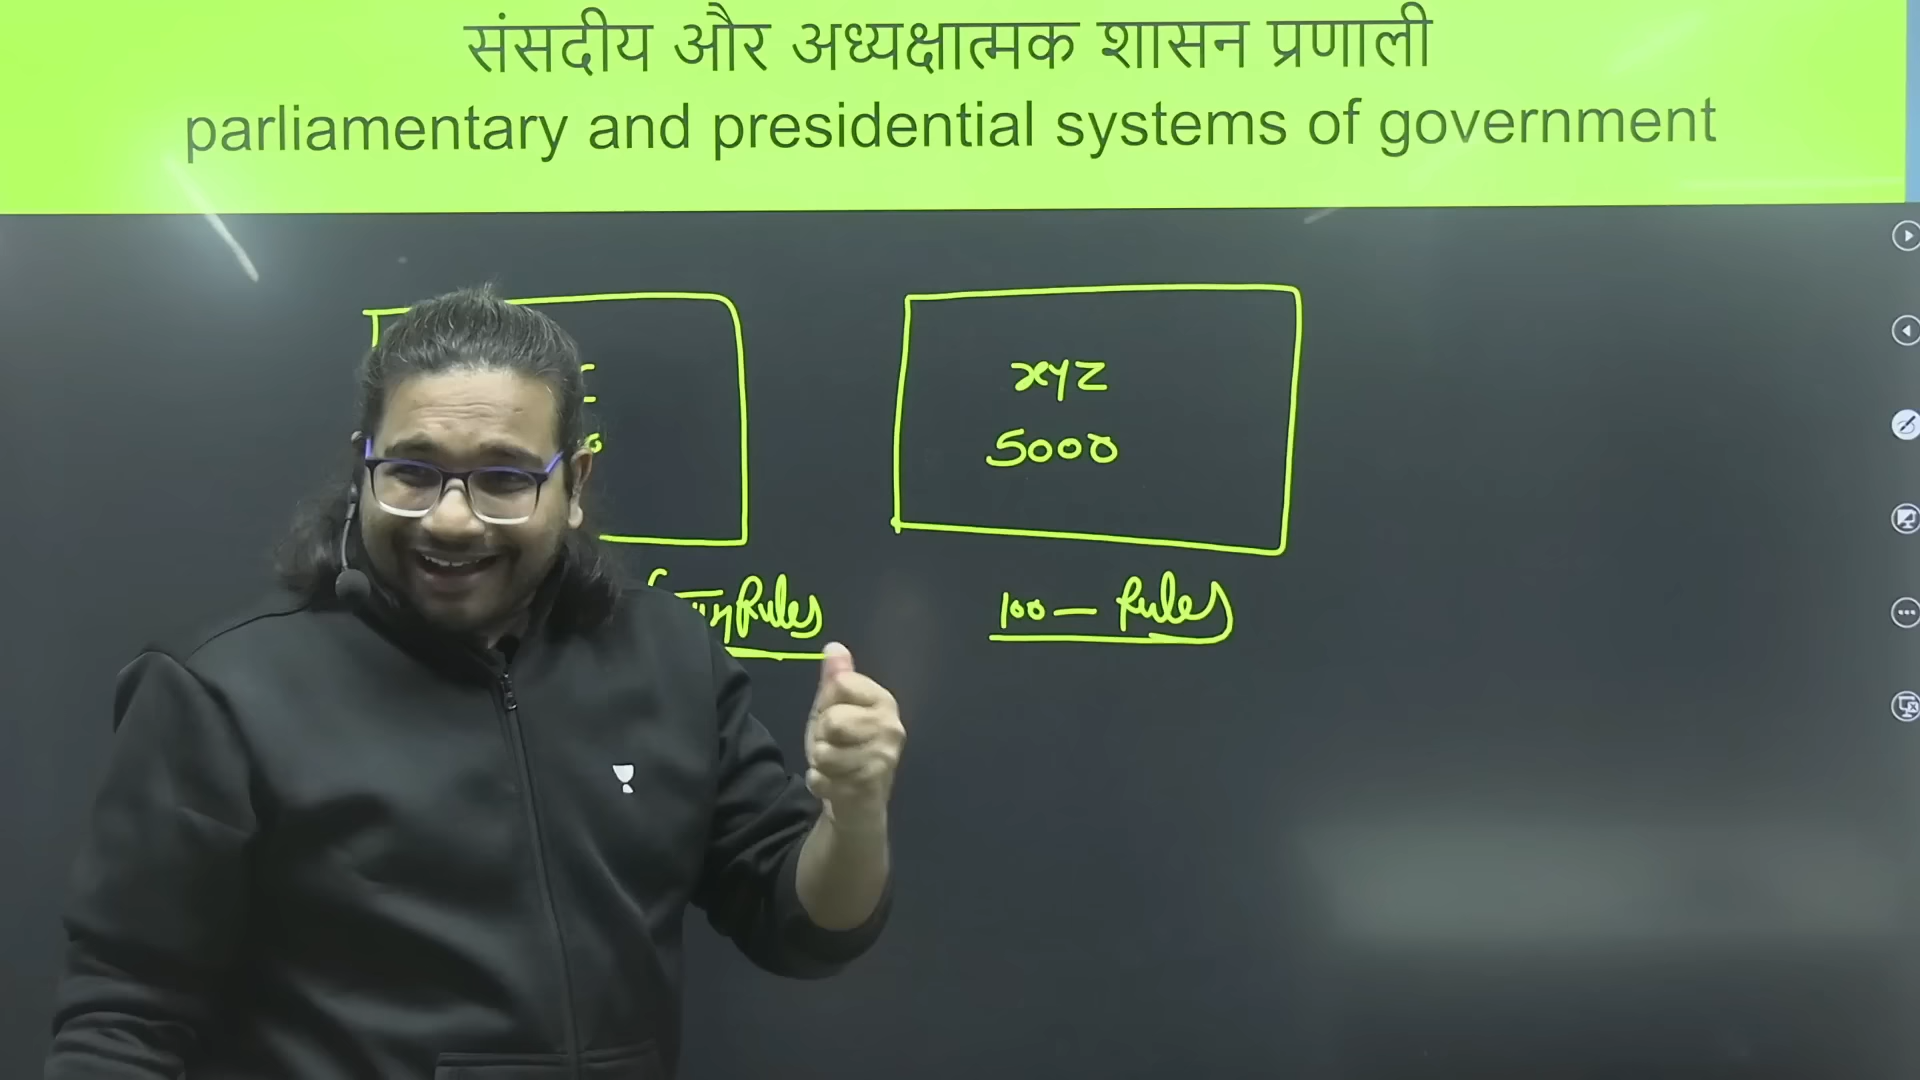 संसदीय और अध्यक्षात्मक शासन प्रणाली
parliamentary and presidential systems of government
xyz
5000
Rules
100 — Rules